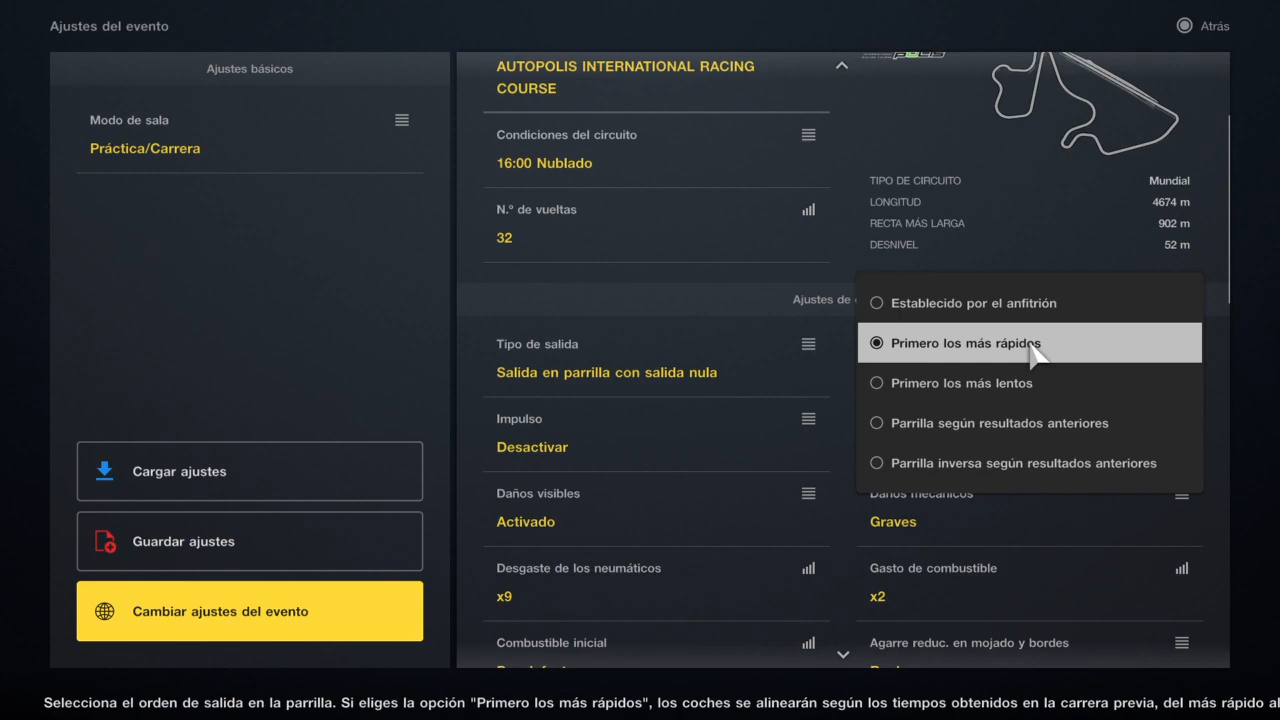 Ajustes del evento
Atrás
Ajustes básicos
Modo de sala
Práctica/Carrera
Cargar ajustes
Guardar ajustes
Cambiar ajustes del evento
AUTOPOLIS INTERNATIONAL RACING
COURSE
Condiciones del circuito
16:00 Nublado
N.º de vueltas
32
TIPO DE CIRCUITO Mundial
LONGITUD 4674 m
RECTA MÁS LARGA 902 m
DESNIVEL 52 m
Ajustes de
Tipo de salida
Salida en parrilla con salida nula
Impulso
Desactivar
Daños visibles
Activado
Desgaste de los neumáticos
x9
Combustible inicial
Establecido por el anfitrión
Primero los más rápidos
Primero los más lentos
Parrilla según resultados anteriores
Parrilla inversa según resultados anteriores
Daños mecánicos
Graves
Gasto de combustible
x2
Agarre reduc. en mojado y bordes
Selecciona el orden de salida en la parrilla. Si eliges la opción "Primero los más rápidos", los coches se alinearán según los tiempos obtenidos en la carrera previa, del más rápido al